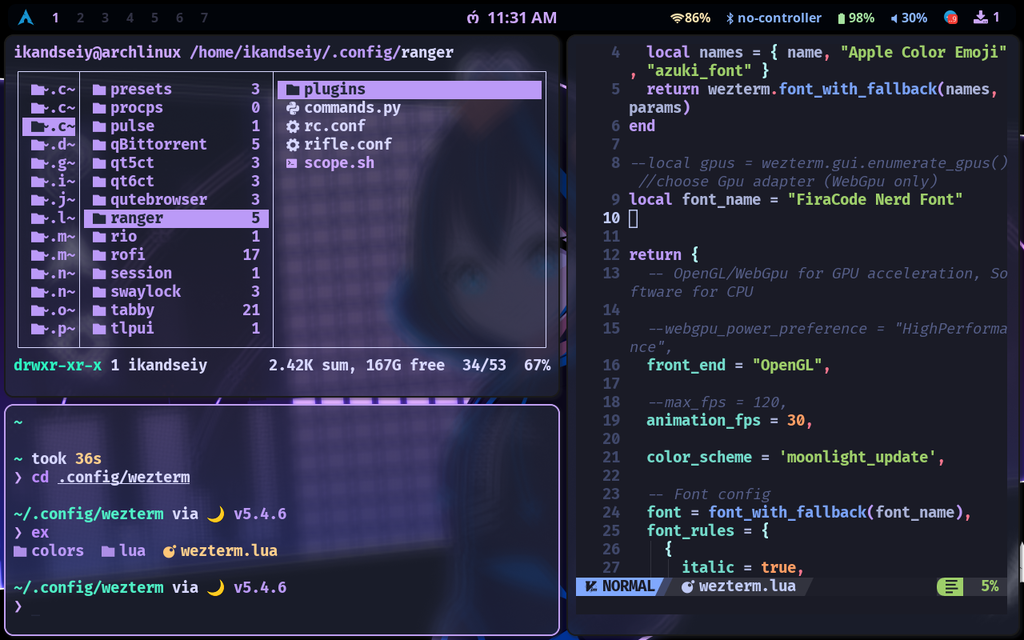 1 2 3 4 5 6 7
11:31 AM
86% no-controller 98% 30% 1
ikandseiy@archlinux /home/ikandseiy/.config/ranger
.c~ presets 3 plugins
.c~ procps 0 commands.py
.c~ pulse 1 rc.conf
.d~ qBittorrent 5 rifle.conf
.g~ qt5ct 3 scope.sh
.i~ qt6ct 3
.j~ qutebrowser 3
.l~ ranger 5
.m~ rio 1
.m~ rofi 17
.n~ session 1
.n~ swaylock 3
.o~ tabby 21
.p~ tlpui 1
drwxr-xr-x 1 ikandseiy 2.42K sum, 167G free 34/53 67%
~
~ took 36s
❯ cd .config/wezterm
~/.config/wezterm via 🌙 v5.4.6
❯ ex
colors lua wezterm.lua
~/.config/wezterm via 🌙 v5.4.6
❯
4 local names = { name, "Apple Color Emoji"
, "azuki_font" }
5 return wezterm.font_with_fallback(names,
params)
6 end
7
8 --local gpus = wezterm.gui.enumerate_gpus()
//choose Gpu adapter (WebGpu only)
9 local font_name = "FiraCode Nerd Font"
10
11
12 return {
13 -- OpenGL/WebGpu for GPU acceleration, So
ftware for CPU
14
15 --webgpu_power_preference = "HighPerforma
nce",
16 front_end = "OpenGL",
17
18 --max_fps = 120,
19 animation_fps = 30,
20
21 color_scheme = 'moonlight_update',
22
23 -- Font config
24 font = font_with_fallback(font_name),
25 font_rules = {
26 {
27 italic = true,
NORMAL wezterm.lua 5%